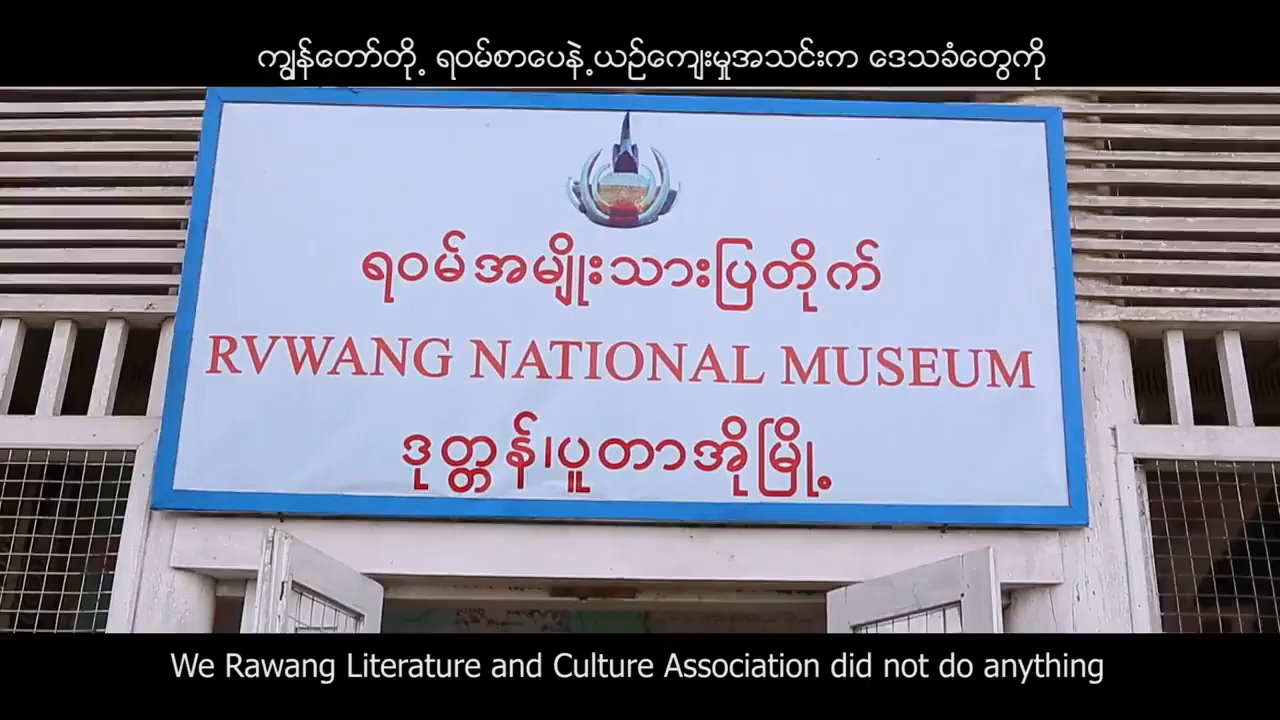 ကျွန်တော်တို့ ရဝမ်စာပေနဲ့ယဉ်ကျေးမှုအသင်းက ဒေသခံတွေကို
ရဝမ်အမျိုးသားပြတိုက်
RVWANG NATIONAL MUSEUM
ဒုတ္တန်၊ပူတာအိုမြို့
We Rawang Literature and Culture Association did not do anything